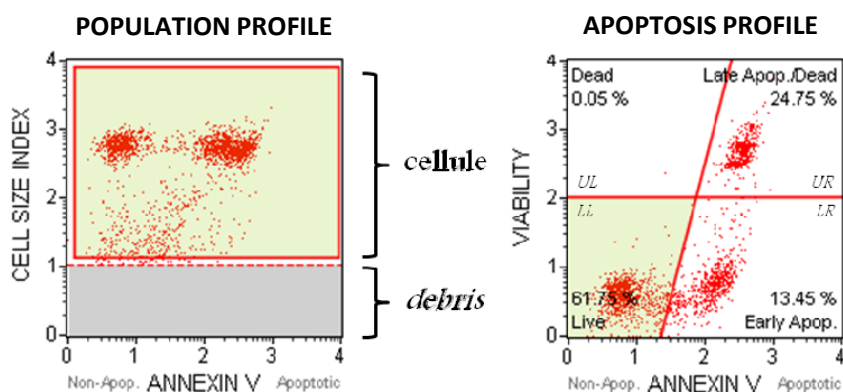 POPULATION PROFILE
4
3
2
1
0
CELL SIZE INDEX
0 1 2 3 4
Non-Apop. ANNEXIN V Apoptotic
cellule
debris
APOPTOSIS PROFILE
4
3
2
1
0
VIABILITY
Dead
0.05 %
Late Apop./Dead
24.75 %
UL UR
LL LR
61.75 %
Live
13.45 %
Early Apop.
0 1 2 3 4
Non-Apop. ANNEXIN V Apoptotic